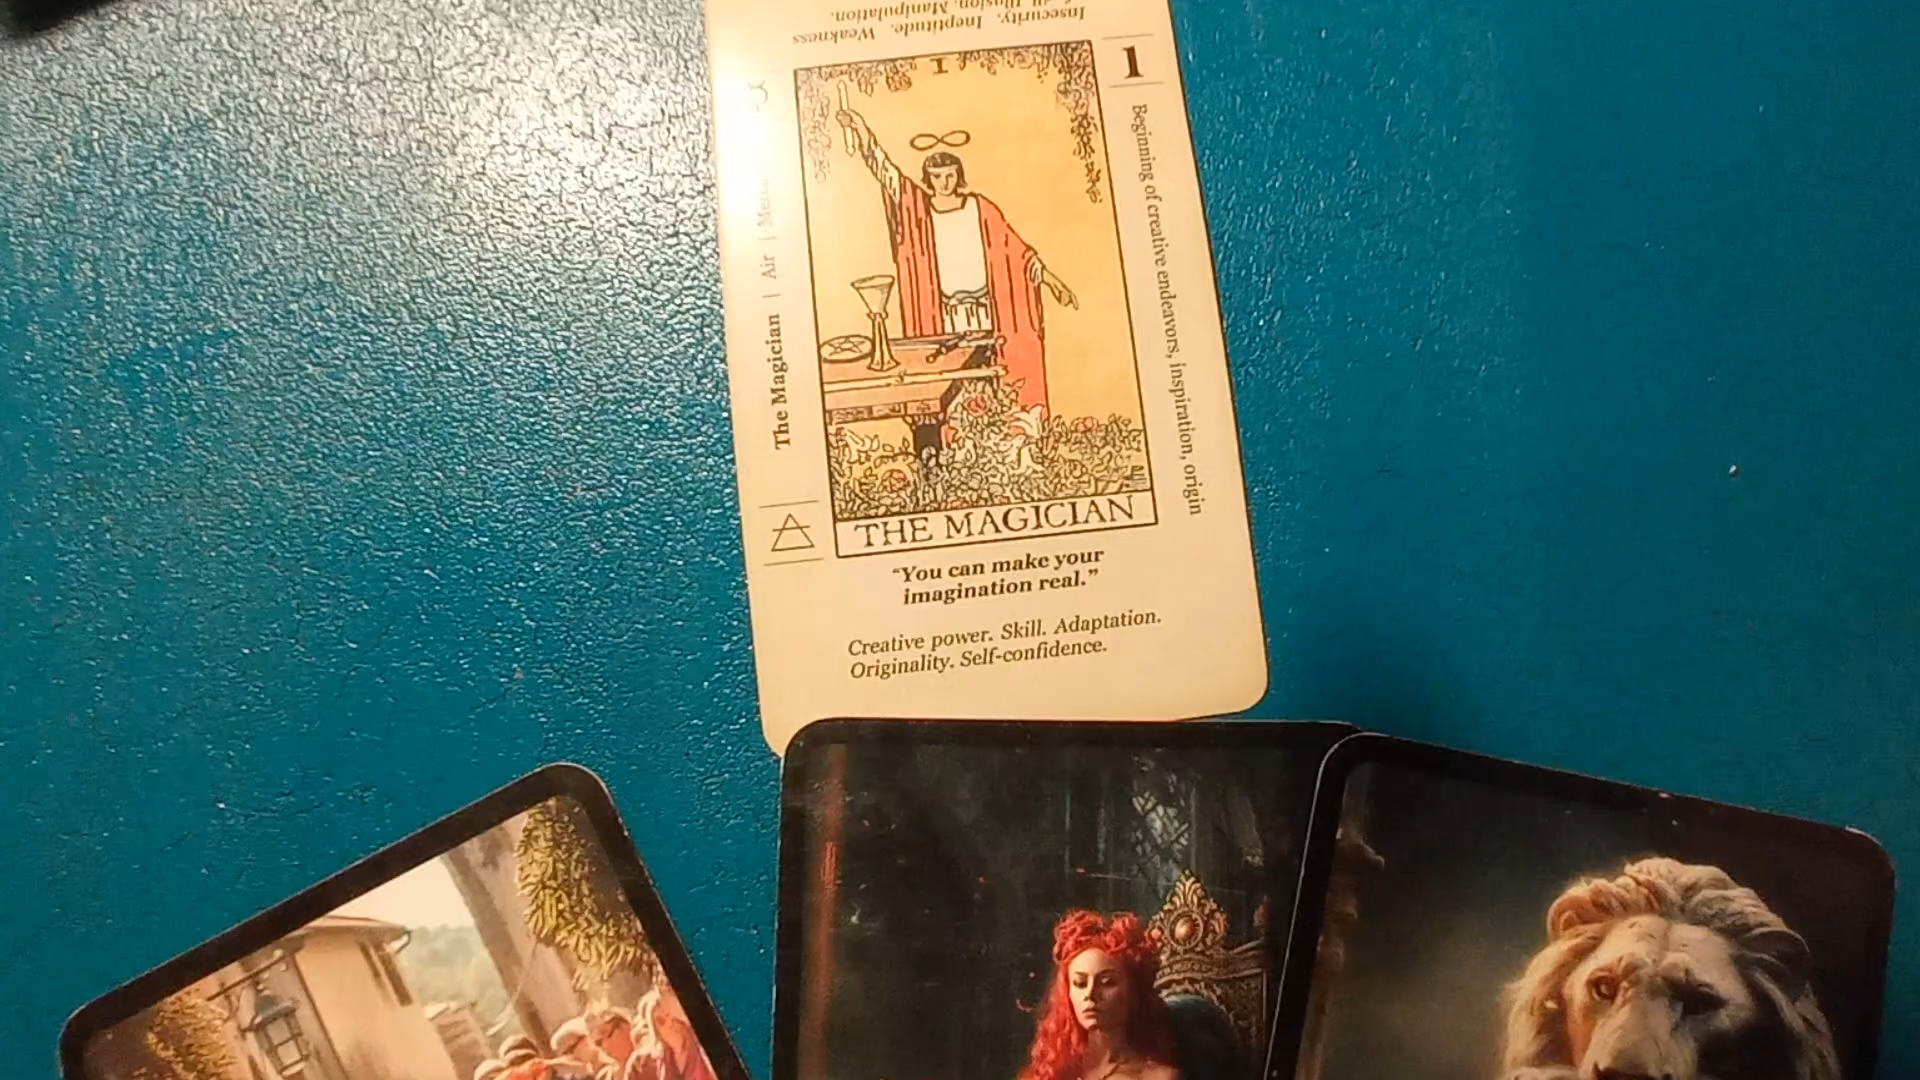 Insecurity. Ineptitude. Weakness
Illusion. Manipulation.
1
I
The Magician | Air |
Beginning of creative endeavors, inspiration, origin
THE MAGICIAN
“You can make your
imagination real.”
Creative power. Skill. Adaptation.
Originality. Self-confidence.